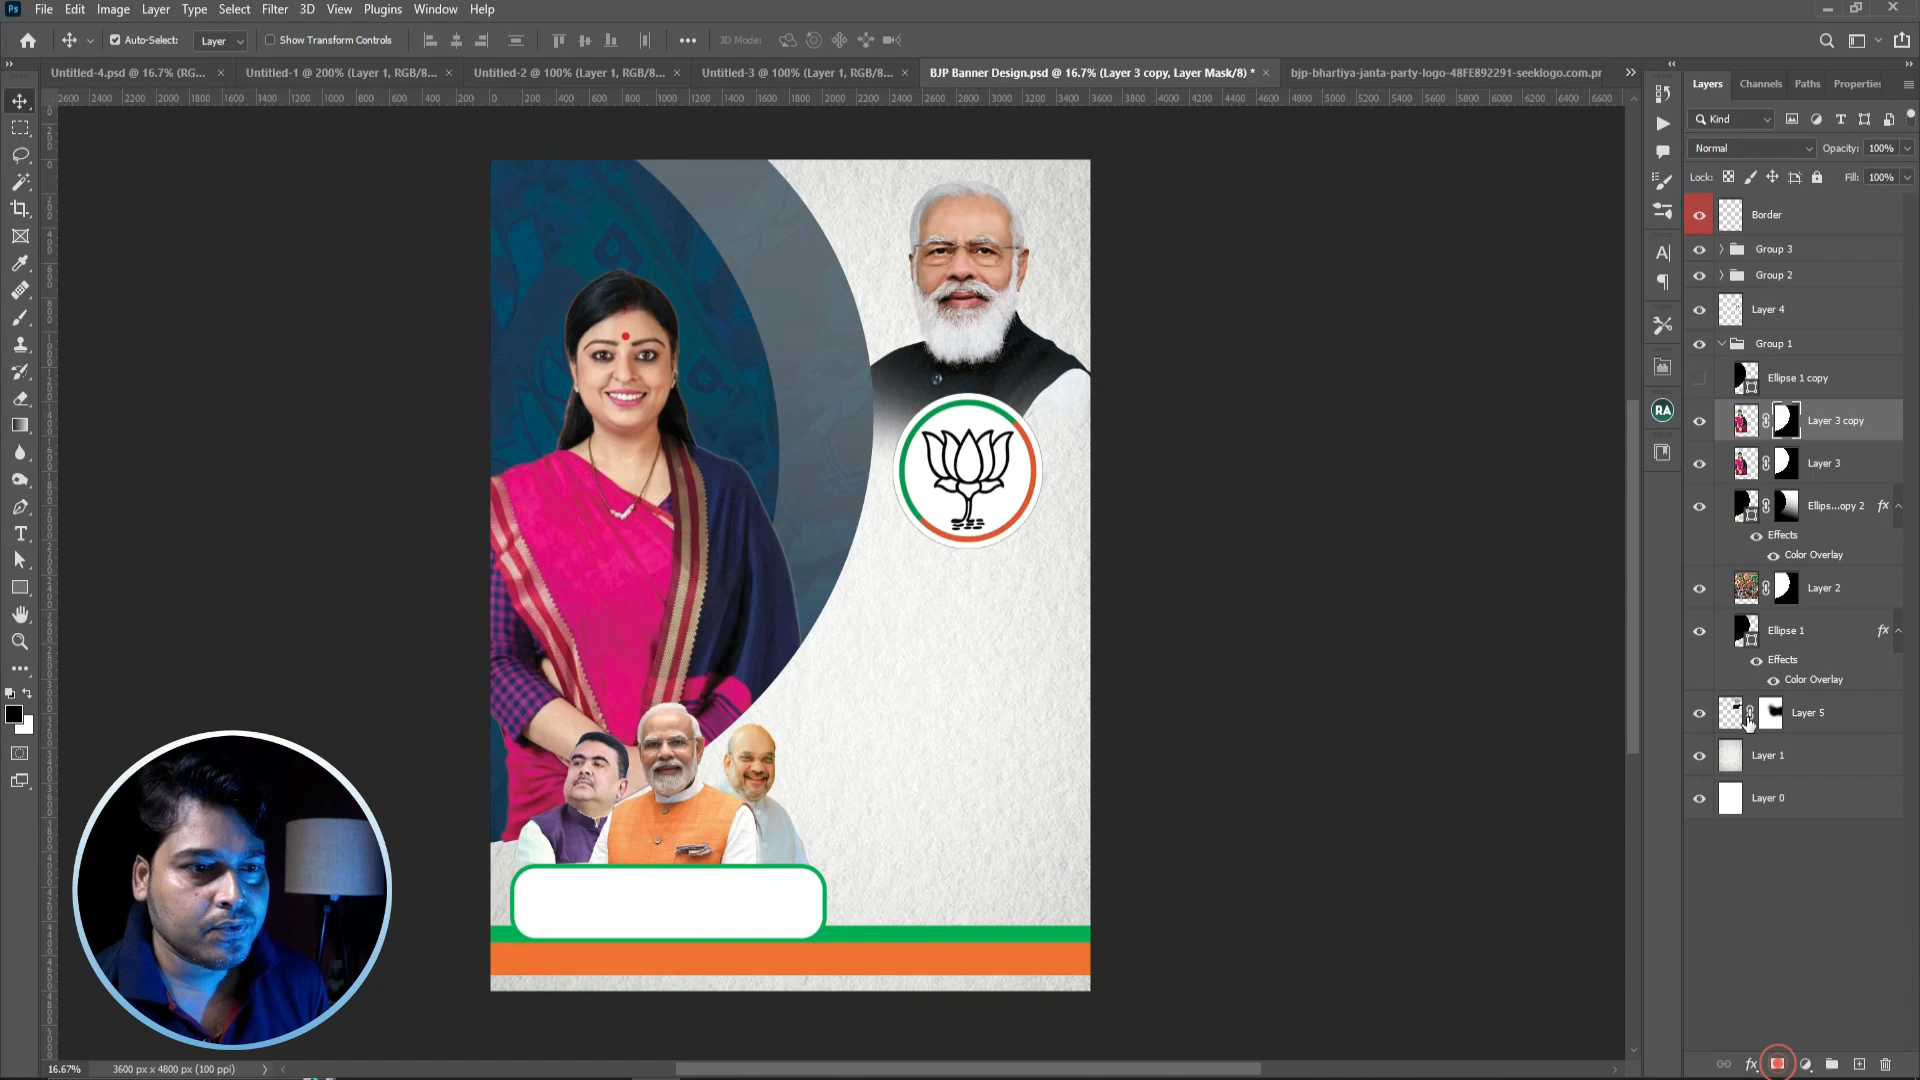 Ps File Edit Image Layer Type Select Filter 3D View Plugins Window Help
Auto-Select: Layer Show Transform Controls 3D Mode:
Untitled-4.psd @ 16.7% (RG... × Untitled-1 @ 200% (Layer 1, RGB/8... × Untitled-2 @ 100% (Layer 1, RGB/8... × Untitled-3 @ 100% (Layer 1, RGB/8... × BJP Banner Design.psd @ 16.7% (Layer 3 copy, Layer Mask/8) * × bjp-bhartiya-janta-party-logo-48FE892291-seeklogo.com.pr
2600 2400 2200 2000 1800 1600 1400 1200 1000 800 600 400 200 0 200 400 600 800 1000 1200 1400 1600 1800 2000 2200 2400 2600 2800 3000 3200 3400 3600 3800 4000 4200 4400 4600 4800 5000 5200 5400 5600 5800 6000 6200 6400 6600
Layers Channels Paths Properties
Kind
Normal Opacity: 100%
Lock: Fill: 100%
Border
Group 3
Group 2
Layer 4
Group 1
Ellipse 1 copy
Layer 3 copy
RA
Layer 3
Ellips...opy 2 fx
Effects
Color Overlay
Layer 2
Ellipse 1 fx
Effects
Color Overlay
Layer 5
Layer 1
Layer 0
16.67% 3600 px x 4800 px (100 ppi)
fx